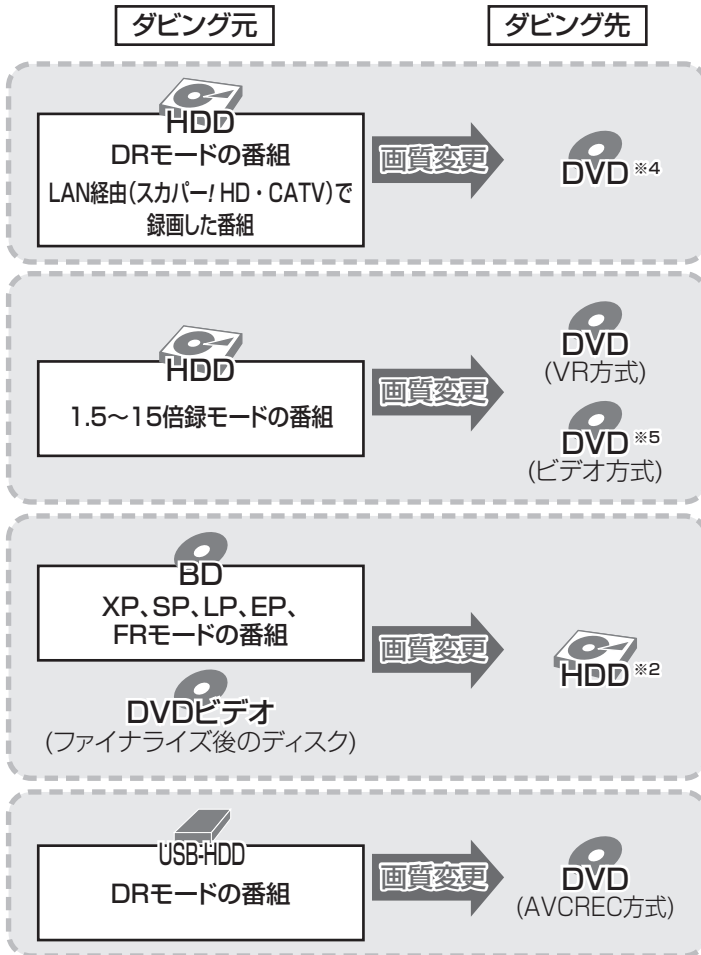 ダビング元
ダビング先
HDD
DRモードの番組
LAN経由(スカパー!HD・CATV)で
録画した番組
画質変更
DVD ※4
HDD
1.5～15倍録モードの番組
画質変更
DVD
(VR方式)
DVD ※5
(ビデオ方式)
BD
XP、SP、LP、EP、
FRモードの番組
DVDビデオ
(ファイナライズ後のディスク)
画質変更
HDD ※2
USB-HDD
DRモードの番組
画質変更
DVD
(AVCREC方式)